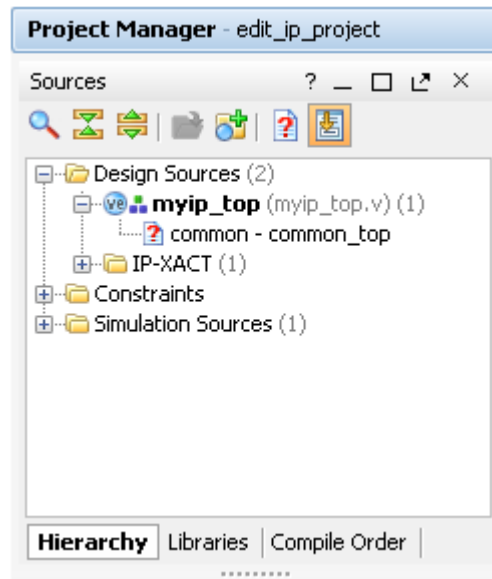 Project Manager - edit_ip_project
Sources ? _ □ ×
Design Sources (2)
ve myip_top (myip_top.v) (1)
? common - common_top
IP-XACT (1)
Constraints
Simulation Sources (1)
Hierarchy Libraries Compile Order